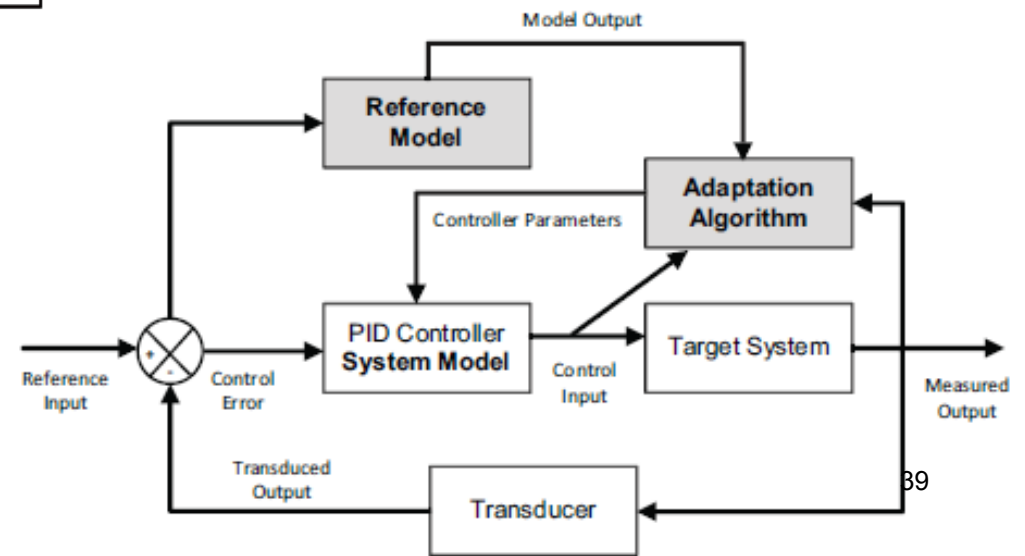 Model Output
Reference
Model
Adaptation
Algorithm
Controller Parameters
PID Controller
System Model
Target System
+
-
Reference
Input
Control
Error
Control
Input
Measured
Output
Transduced
Output
Transducer
39